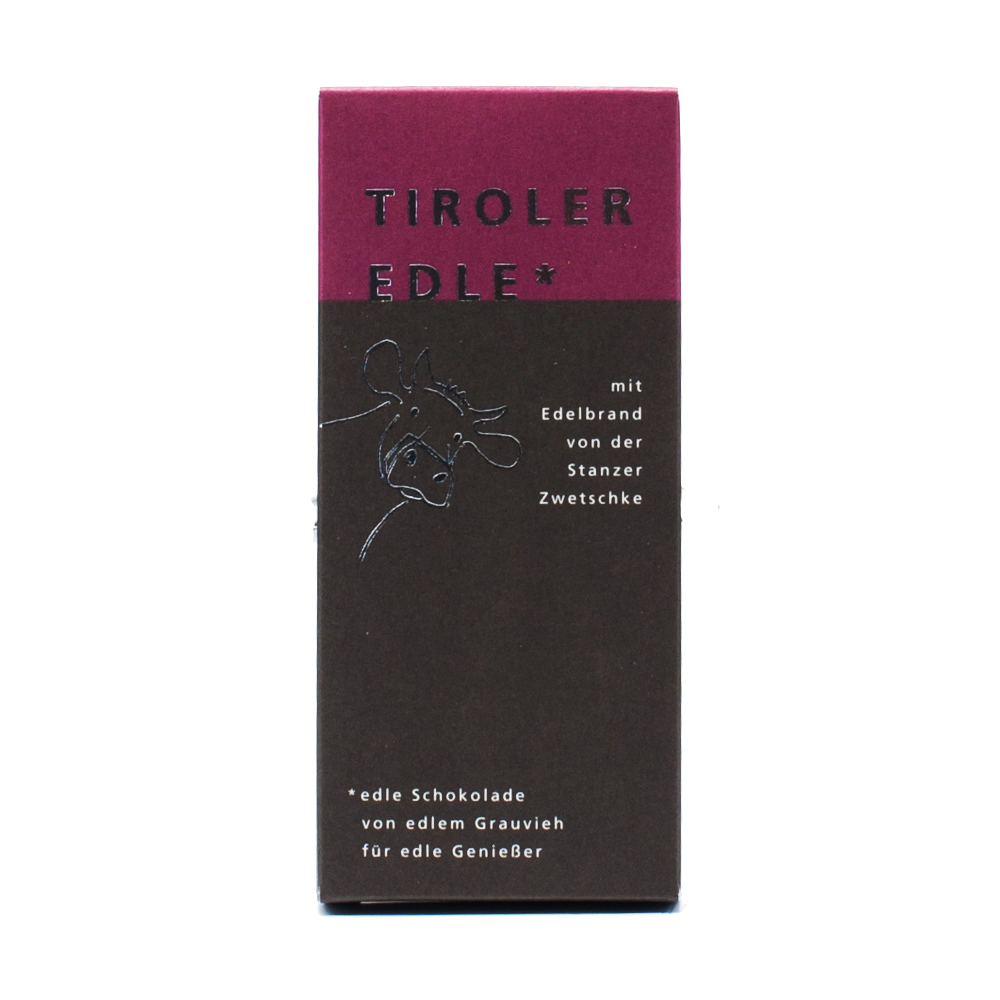 TIROLER
EDLE*
mit
Edelbrand
von der
Stanzer
Zwetschke
*edle Schokolade
von edlem Grauvieh
für edle Genießer